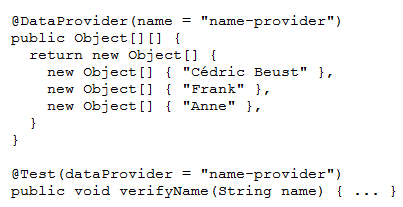 @DataProvider(name = "name-provider")
public Object[][] {
  return new Object[] {
    new Object[] { "Cédric Beust" },
    new Object[] { "Frank" },
    new Object[] { "Anne" },
  }
}
@Test(dataProvider = "name-provider")
public void verifyName(String name) { ... }